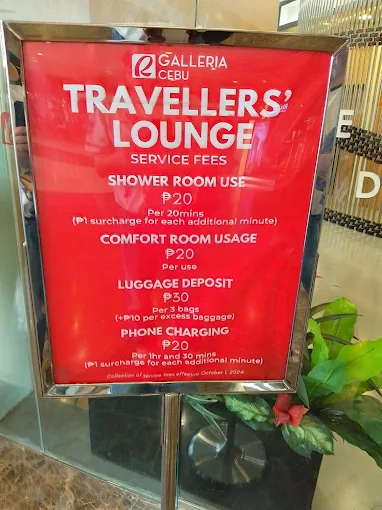 GALLERIA
CEBU
TRAVELLERS'
LOUNGE
SERVICE FEES
SHOWER ROOM USE
₱20
Per 20mins
(₱1 surcharge for each additional minute)
COMFORT ROOM USAGE
₱20
Per use
LUGGAGE DEPOSIT
₱30
Per 3 bags
(+₱10 per excess baggage)
PHONE CHARGING
₱20
Per 1hr and 30 mins
(₱1 surcharge for each additional minute)
Collection of service fees effective October 1, 2024.
E
D